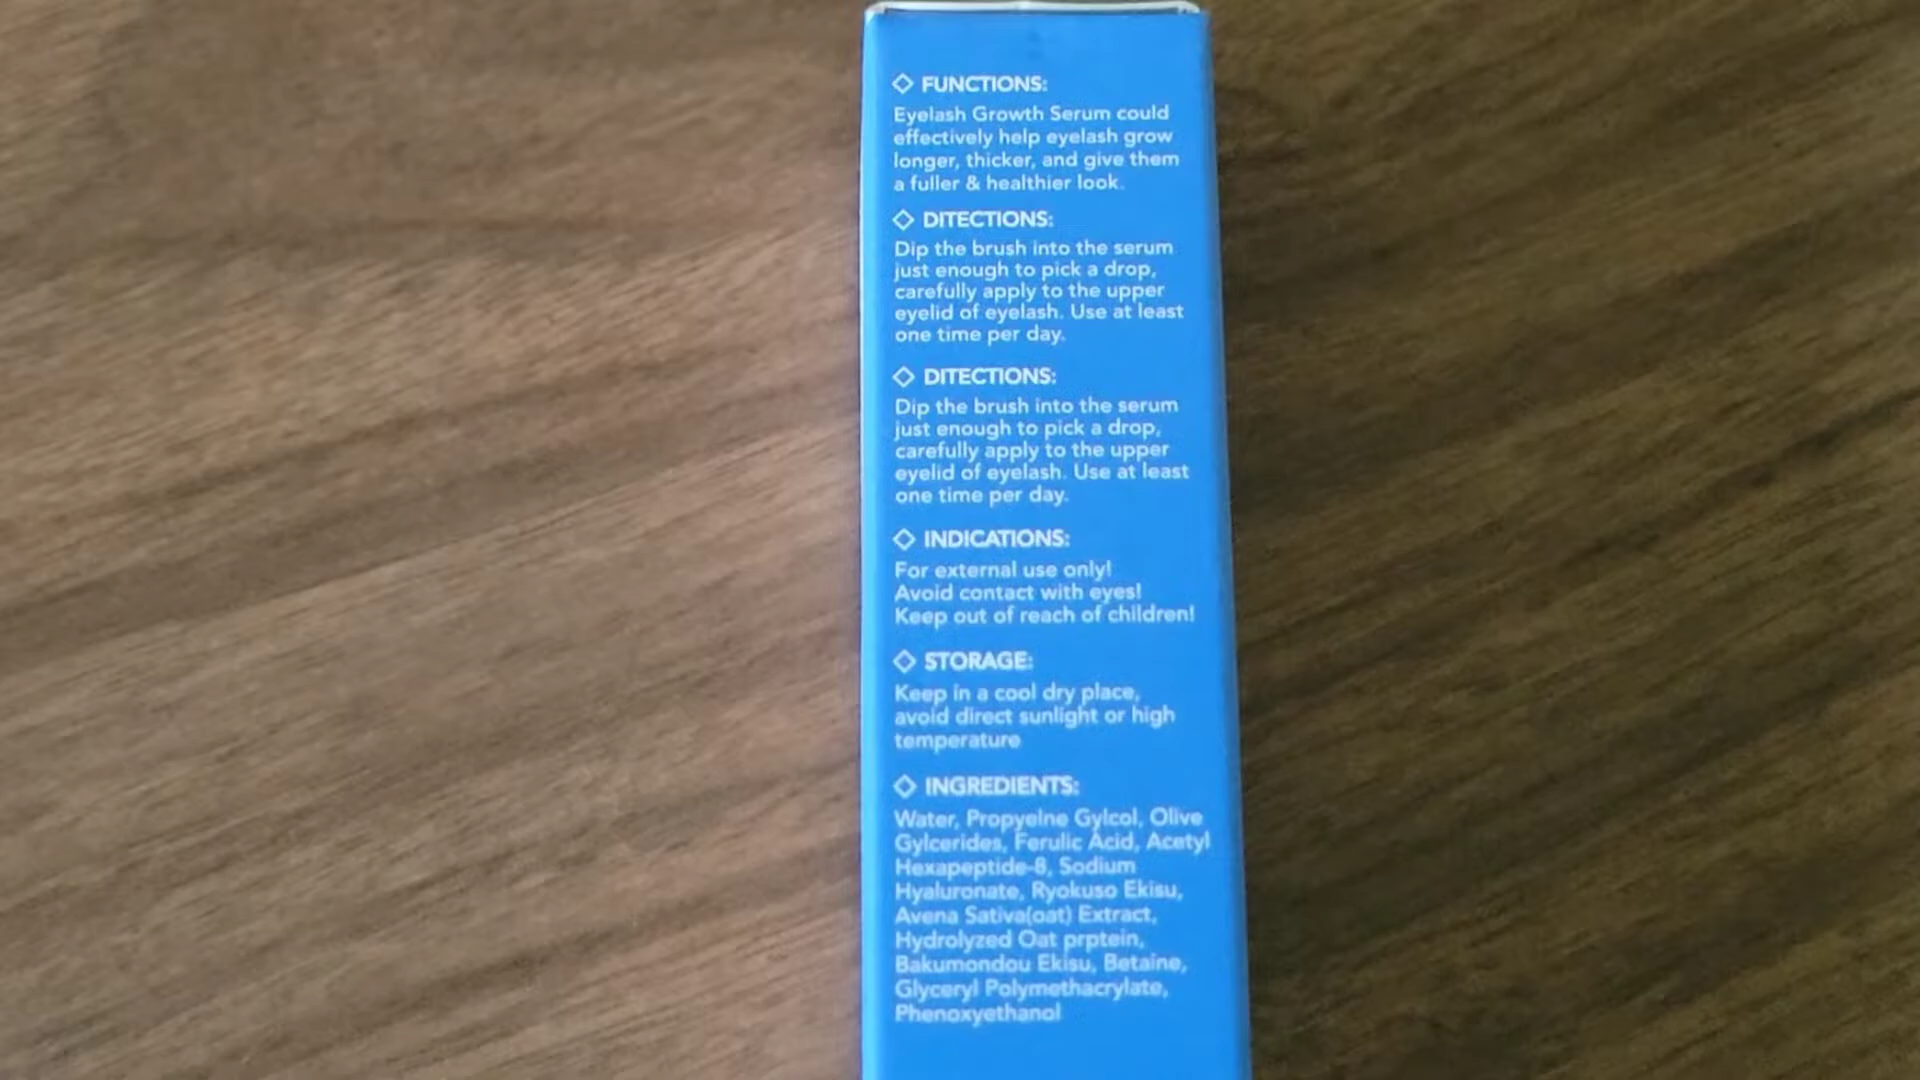 ◇ FUNCTIONS:
Eyelash Growth Serum could
effectively help eyelash grow
longer, thicker, and give them
a fuller & healthier look.
◇ DITECTIONS:
Dip the brush into the serum
just enough to pick a drop,
carefully apply to the upper
eyelid of eyelash. Use at least
one time per day.
◇ DITECTIONS:
Dip the brush into the serum
just enough to pick a drop,
carefully apply to the upper
eyelid of eyelash. Use at least
one time per day.
◇ INDICATIONS:
For external use only!
Avoid contact with eyes!
Keep out of reach of children!
◇ STORAGE:
Keep in a cool dry place,
avoid direct sunlight or high
temperature
◇ INGREDIENTS:
Water, Propyelne Gylcol, Olive
Gylcerides, Ferulic Acid, Acetyl
Hexapeptide-8, Sodium
Hyaluronate, Ryokuso Ekisu,
Avena Sativa(oat) Extract,
Hydrolyzed Oat prptein,
Bakumondou Ekisu, Betaine,
Glyceryl Polymethacrylate,
Phenoxyethanol